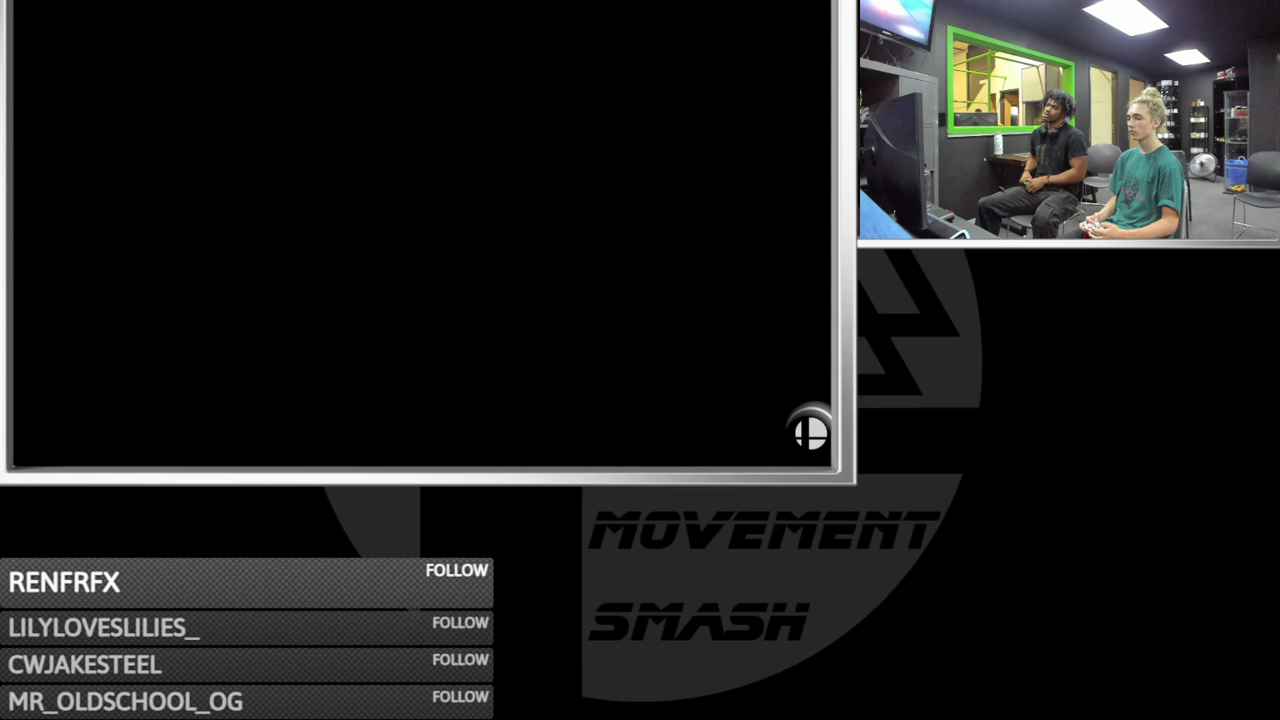 MOVEMENT
SMASH
RENFRFX FOLLOW
LILYLOVESLILIES_ FOLLOW
CWJAKESTEEL FOLLOW
MR_OLDSCHOOL_OG FOLLOW